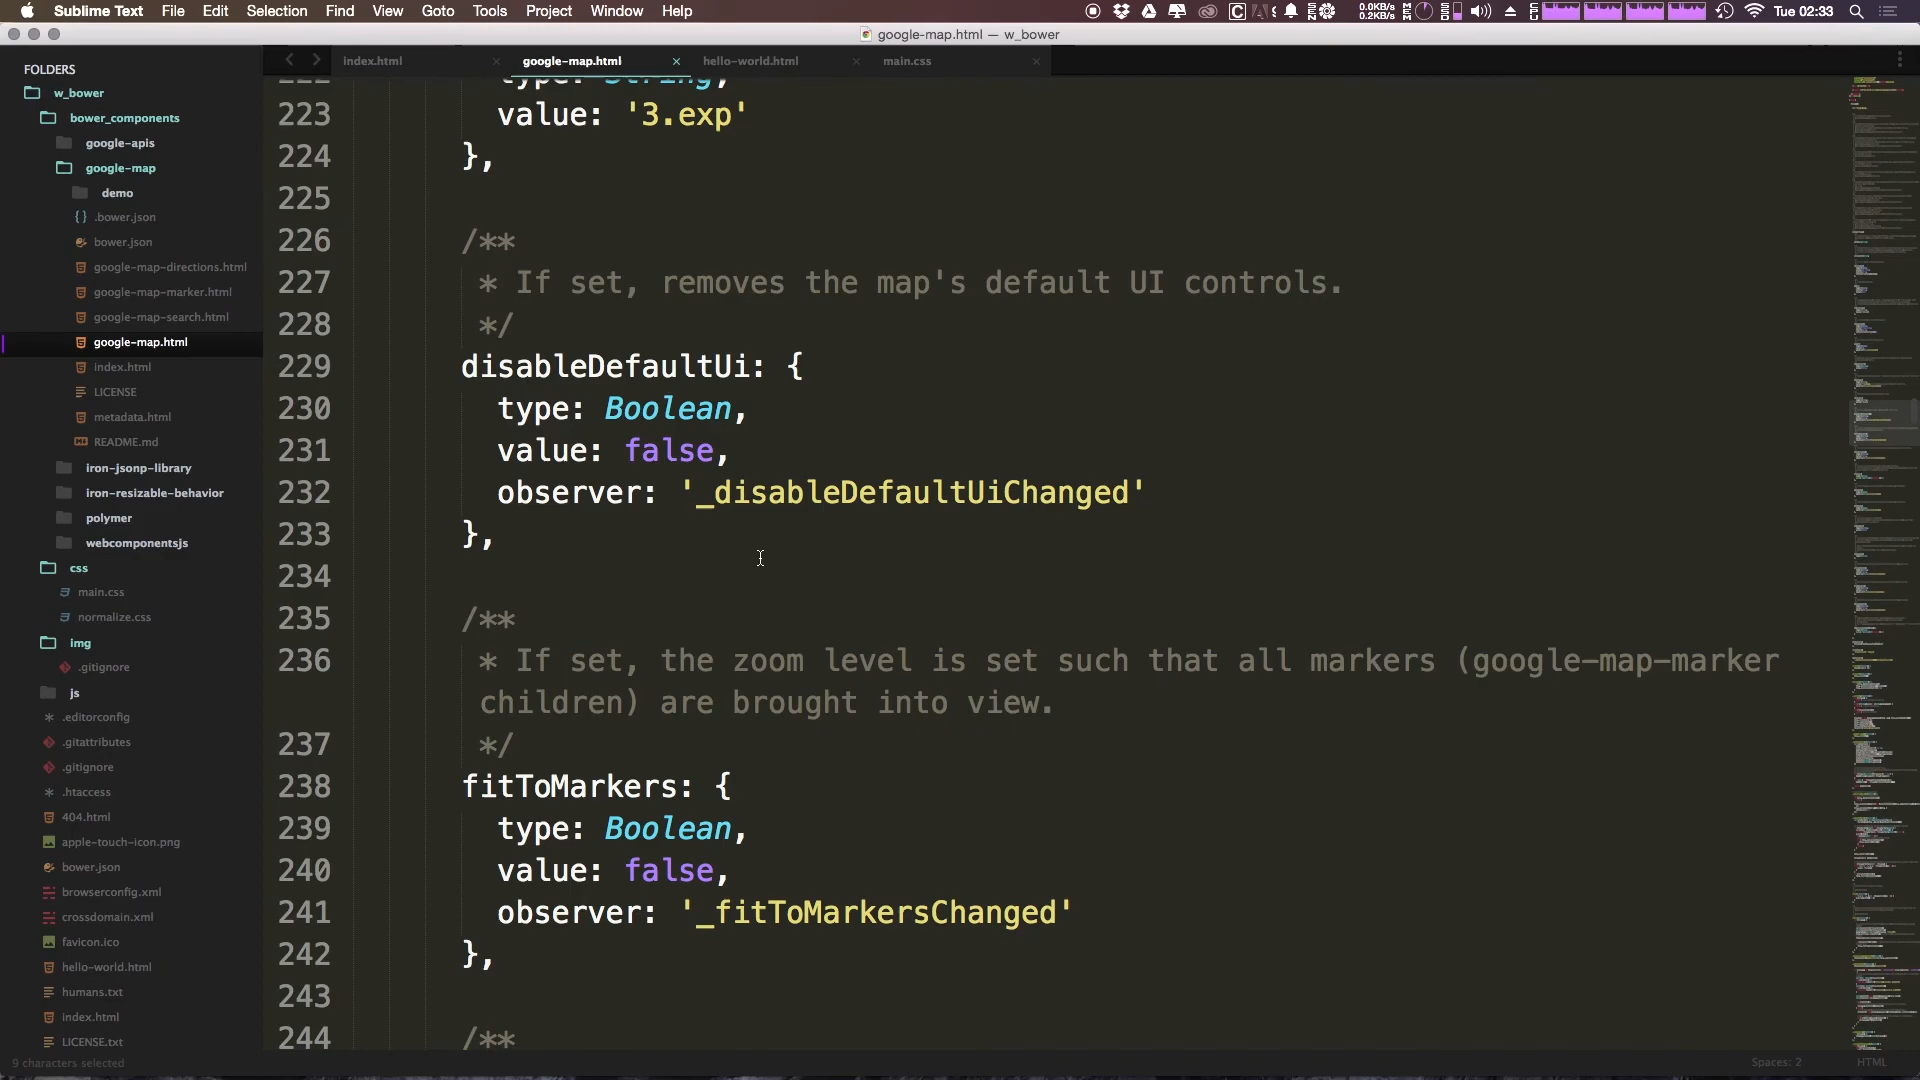 Sublime Text File Edit Selection Find View Goto Tools Project Window Help
0.0KB/s
0.2KB/s
Tue 02:33
google-map.html — w_bower
FOLDERS
w_bower
bower_components
google-apis
google-map
demo
.bower.json
bower.json
google-map-directions.html
google-map-marker.html
google-map-search.html
google-map.html
index.html
LICENSE
metadata.html
README.md
iron-jsonp-library
iron-resizable-behavior
polymer
webcomponentsjs
css
main.css
normalize.css
img
.gitignore
js
.editorconfig
.gitattributes
.gitignore
.htaccess
404.html
apple-touch-icon.png
bower.json
browserconfig.xml
crossdomain.xml
favicon.ico
hello-world.html
humans.txt
index.html
LICENSE.txt
index.html google-map.html hello-world.html main.css
222 type: String,
223 value: '3.exp'
224 },
225
226 /**
227 * If set, removes the map's default UI controls.
228 */
229 disableDefaultUi: {
230 type: Boolean,
231 value: false,
232 observer: '_disableDefaultUiChanged'
233 },
234
235 /**
236 * If set, the zoom level is set such that all markers (google-map-marker
children) are brought into view.
237 */
238 fitToMarkers: {
239 type: Boolean,
240 value: false,
241 observer: '_fitToMarkersChanged'
242 },
243
244 /**
9 characters selected
Spaces: 2 HTML